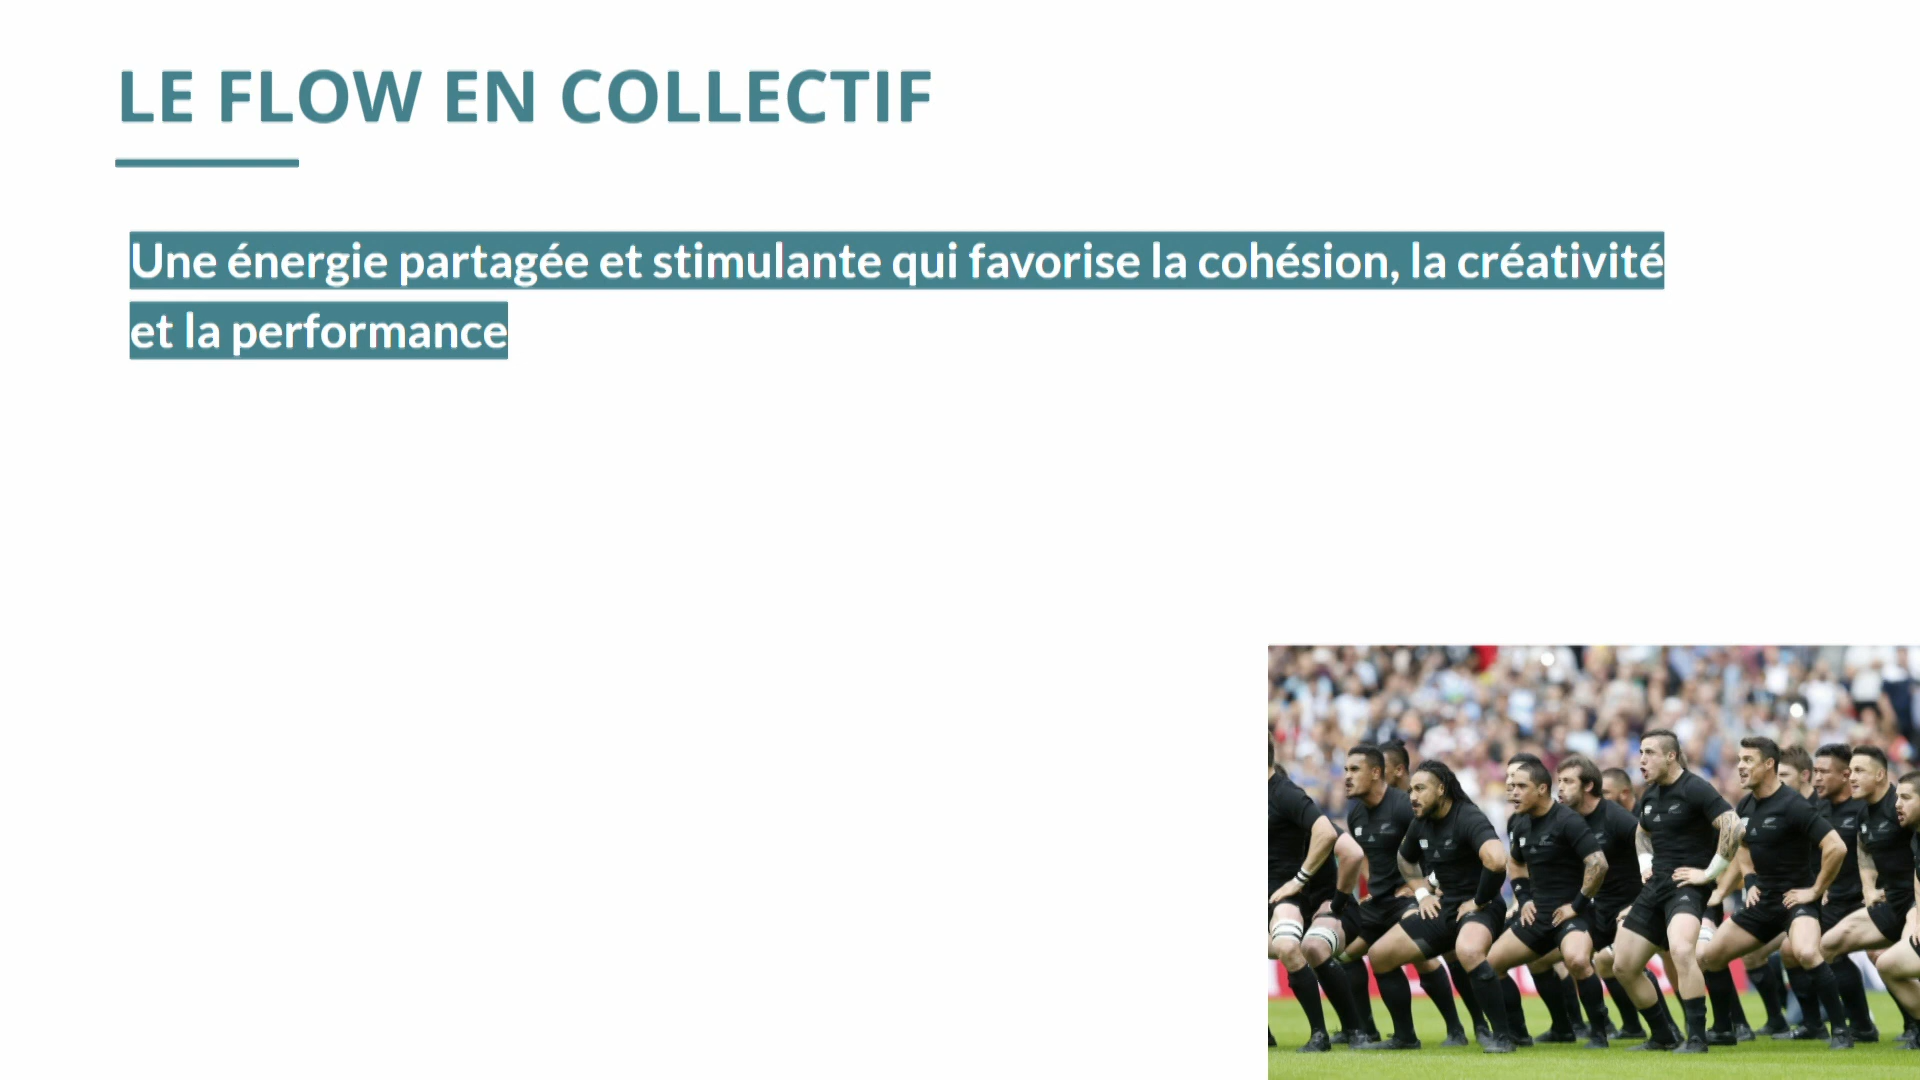 LE FLOW EN COLLECTIF
Une énergie partagée et stimulante qui favorise la cohésion, la créativité
et la performance